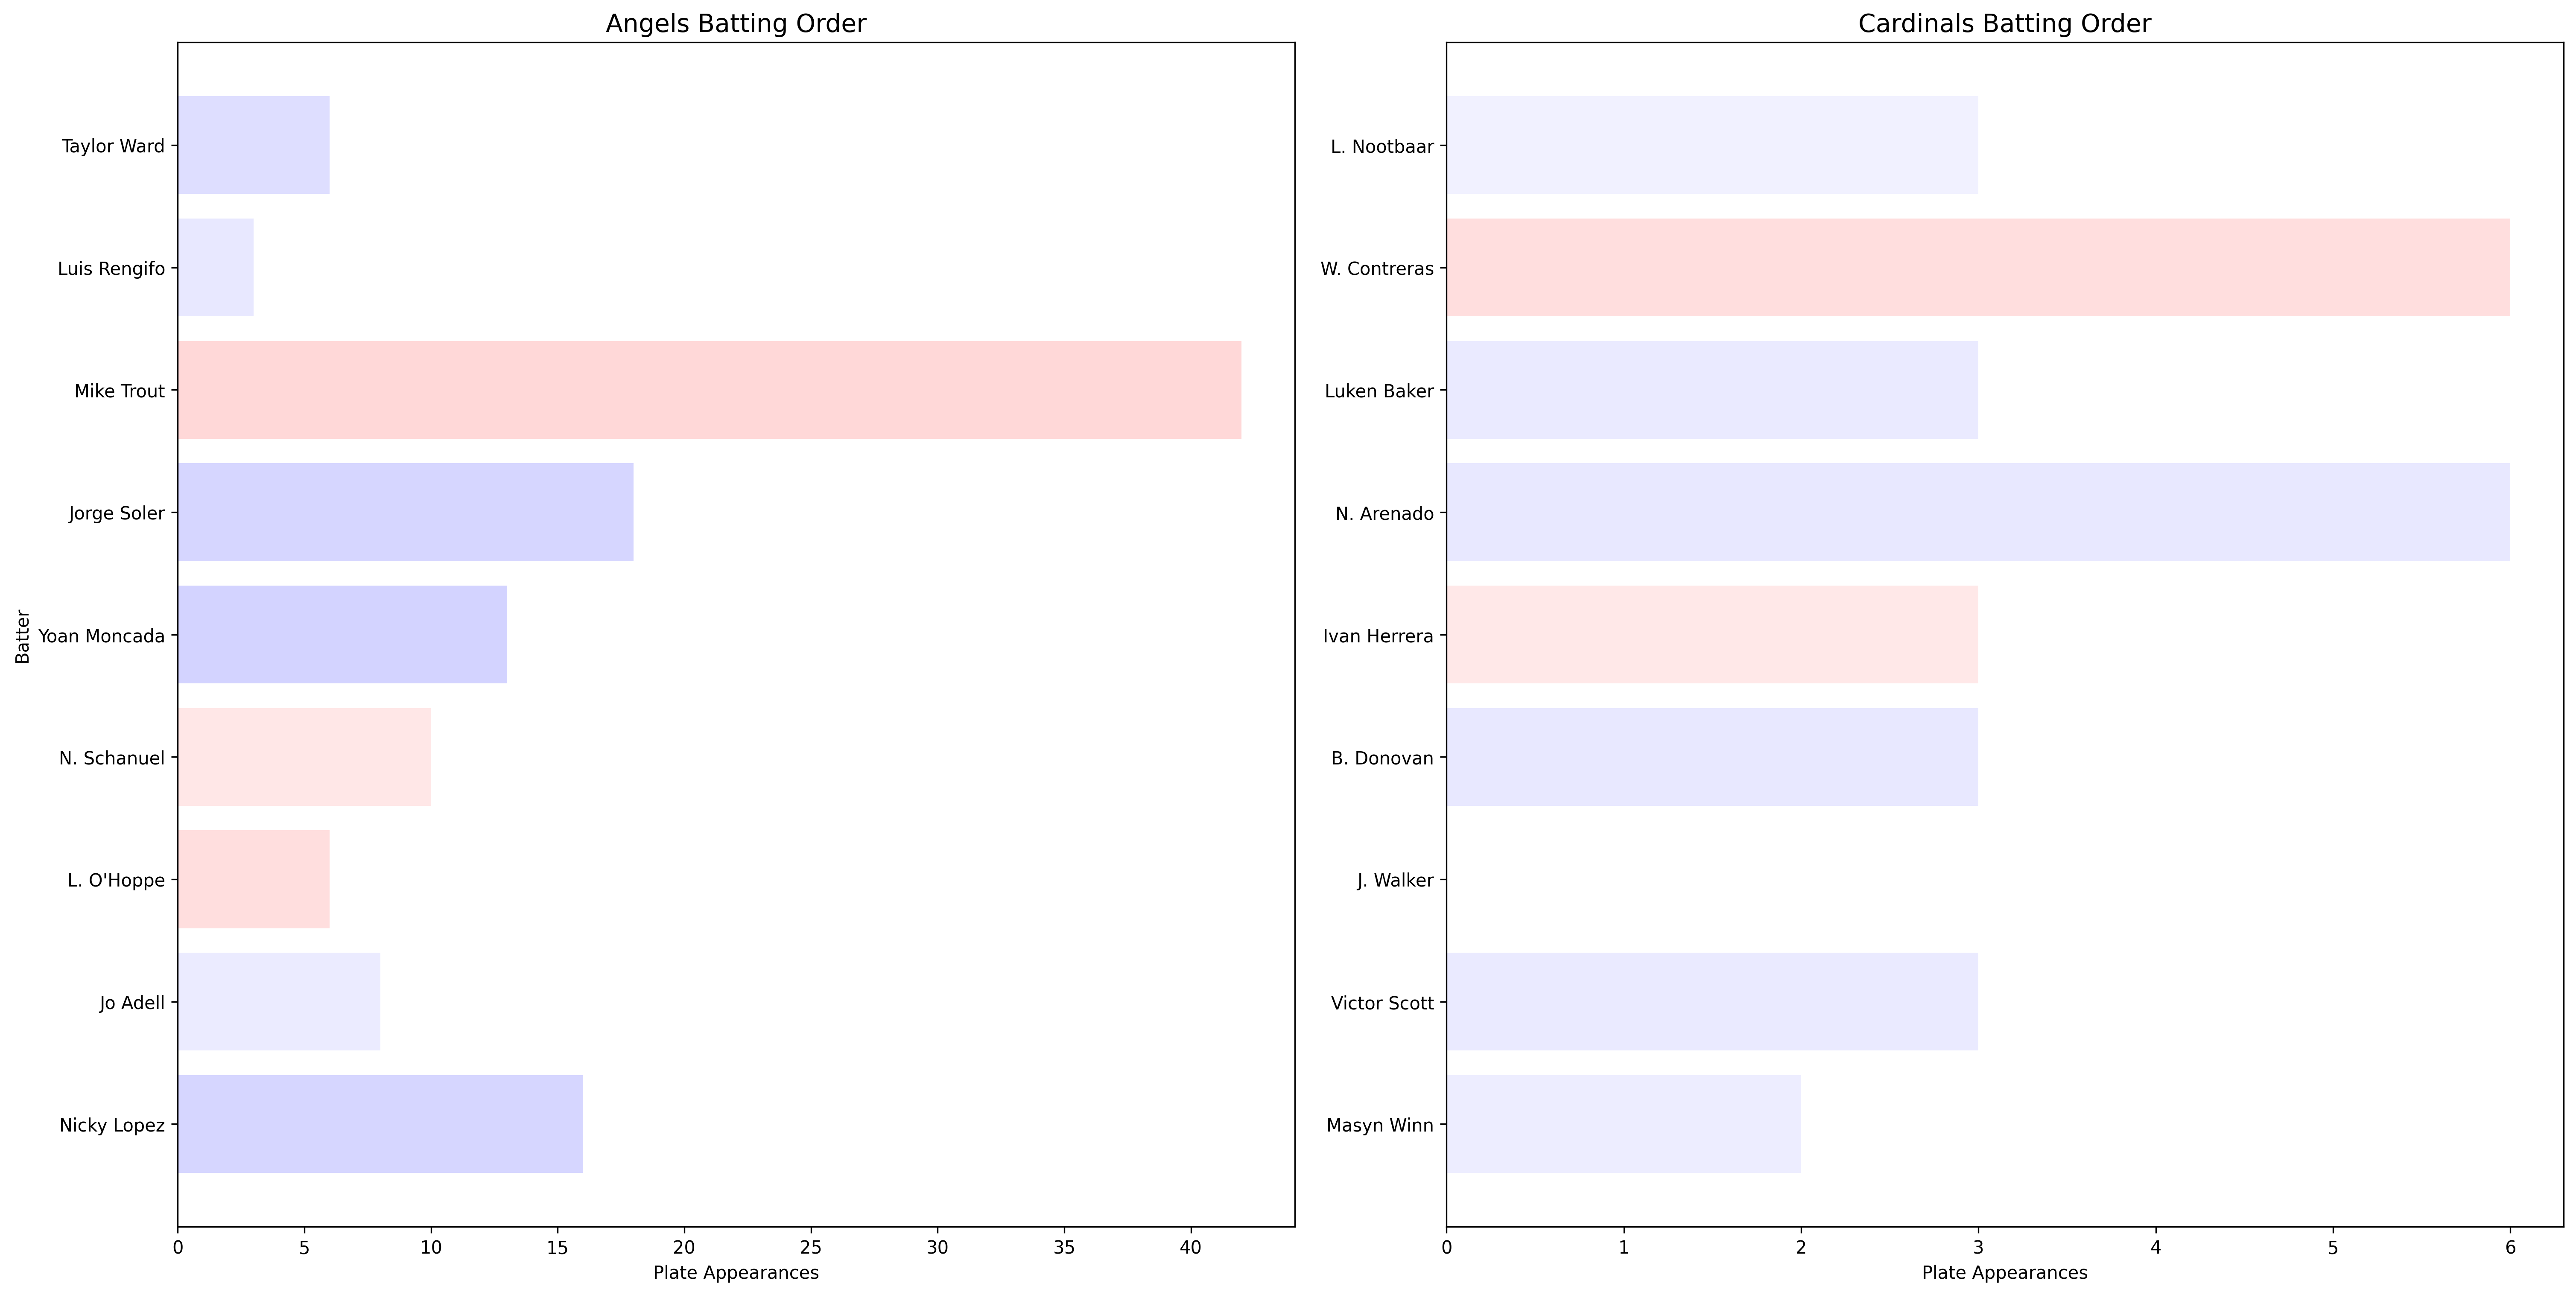 Angels Batting Order
Batter
Taylor Ward
Luis Rengifo
Mike Trout
Jorge Soler
Yoan Moncada
N. Schanuel
L. O'Hoppe
Jo Adell
Nicky Lopez
0 5 10 15 20 25 30 35 40
Plate Appearances
Cardinals Batting Order
L. Nootbaar
W. Contreras
Luken Baker
N. Arenado
Ivan Herrera
B. Donovan
J. Walker
Victor Scott
Masyn Winn
0 1 2 3 4 5 6
Plate Appearances